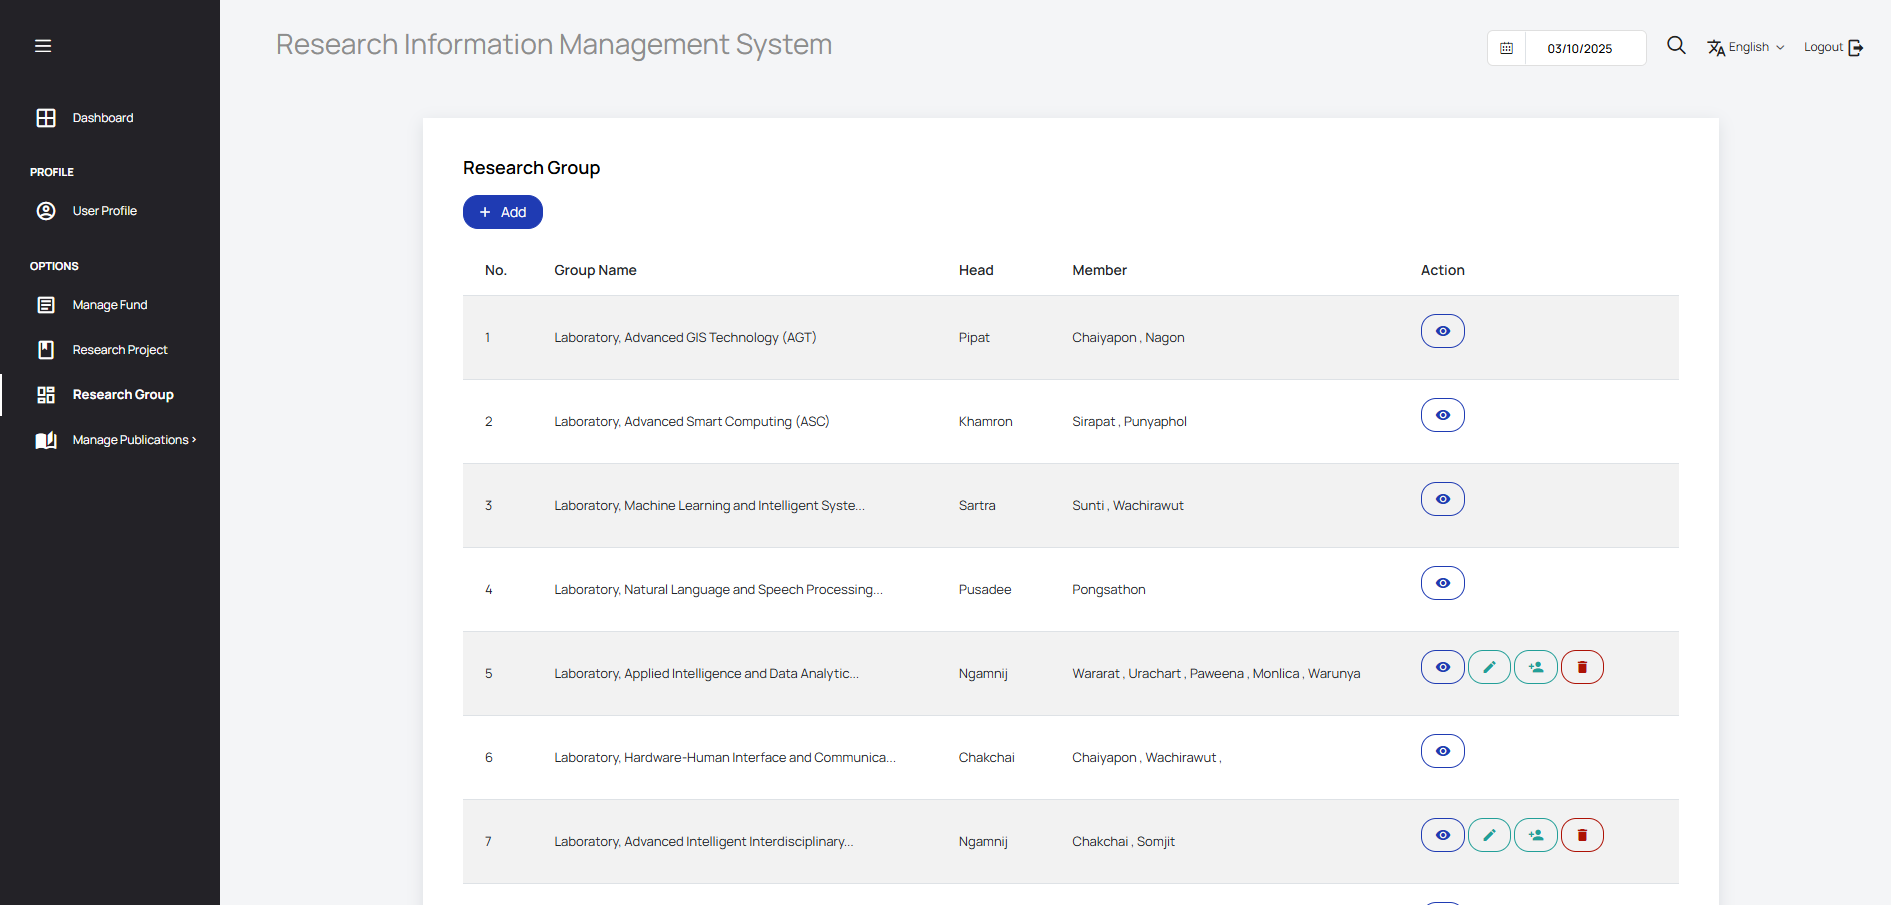 Research Information Management System
03/10/2025
English
Logout
Dashboard
PROFILE
User Profile
OPTIONS
Manage Fund
Research Project
Research Group
Manage Publications
Research Group
+ Add
No. Group Name Head Member Action
1 Laboratory, Advanced GIS Technology (AGT) Pipat Chaiyapon , Nagon
2 Laboratory, Advanced Smart Computing (ASC) Khamron Sirapat , Punyaphol
3 Laboratory, Machine Learning and Intelligent Syste... Sartra Sunti , Wachirawut
4 Laboratory, Natural Language and Speech Processing... Pusadee Pongsathon
5 Laboratory, Applied Intelligence and Data Analytic... Ngamnij Wararat , Urachart , Paweena , Monlica , Warunya
6 Laboratory, Hardware-Human Interface and Communica... Chakchai Chaiyapon , Wachirawut ,
7 Laboratory, Advanced Intelligent Interdisciplinary... Ngamnij Chakchai , Somjit